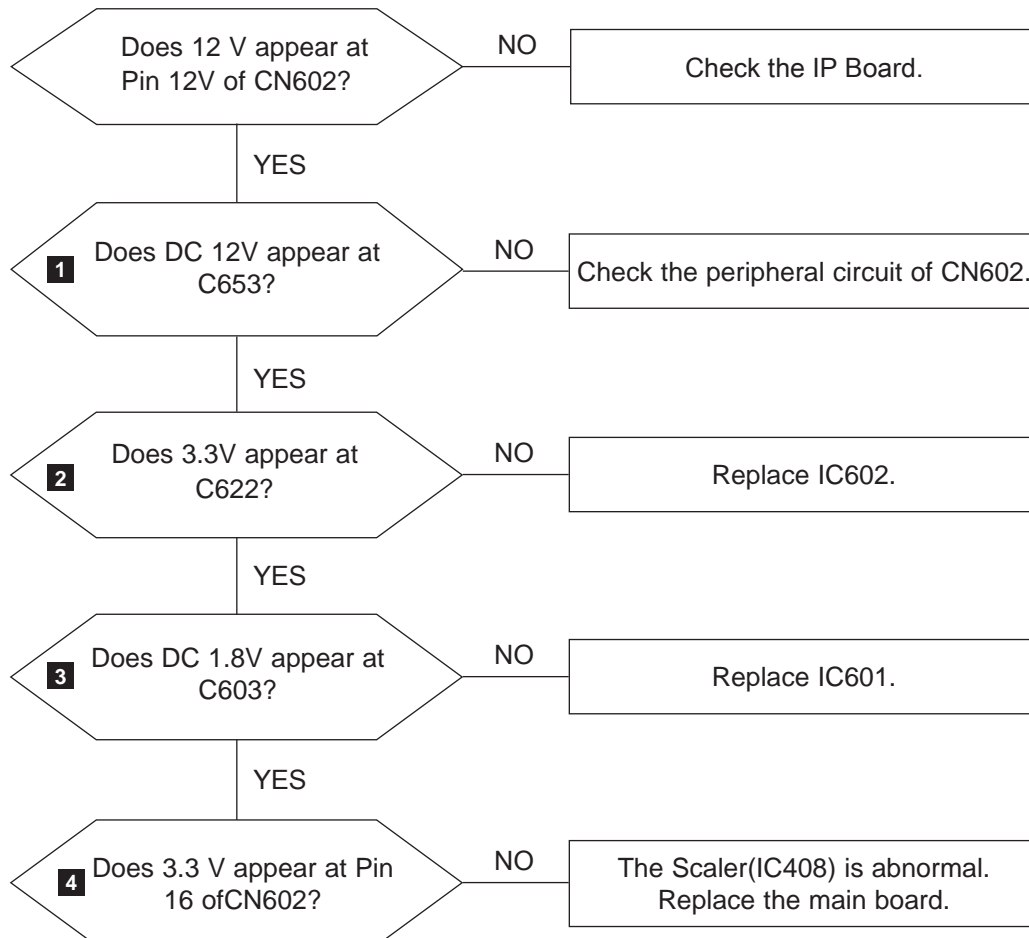 Does 12 V appear at
Pin 12V of CN602?
NO
Check the IP Board.
YES
1
Does DC 12V appear at
C653?
NO
Check the peripheral circuit of CN602.
YES
2
Does 3.3V appear at
C622?
NO
Replace IC602.
YES
3
Does DC 1.8V appear at
C603?
NO
Replace IC601.
YES
4
Does 3.3 V appear at Pin
16 ofCN602?
NO
The Scaler(IC408) is abnormal.
Replace the main board.